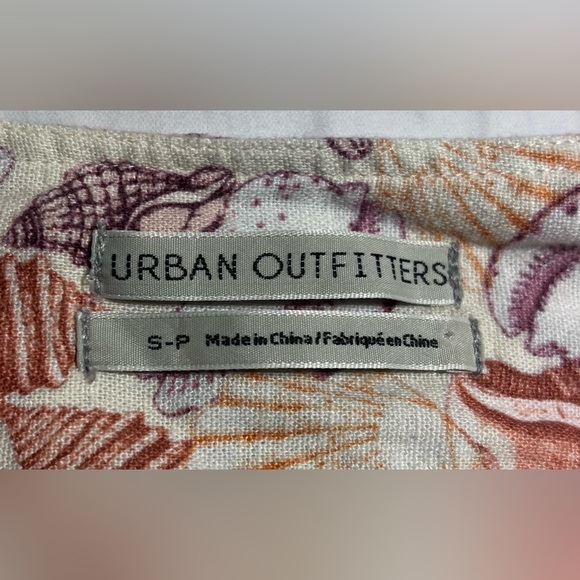 URBAN OUTFITTERS
S-P Made in China/Fabriqué en Chine